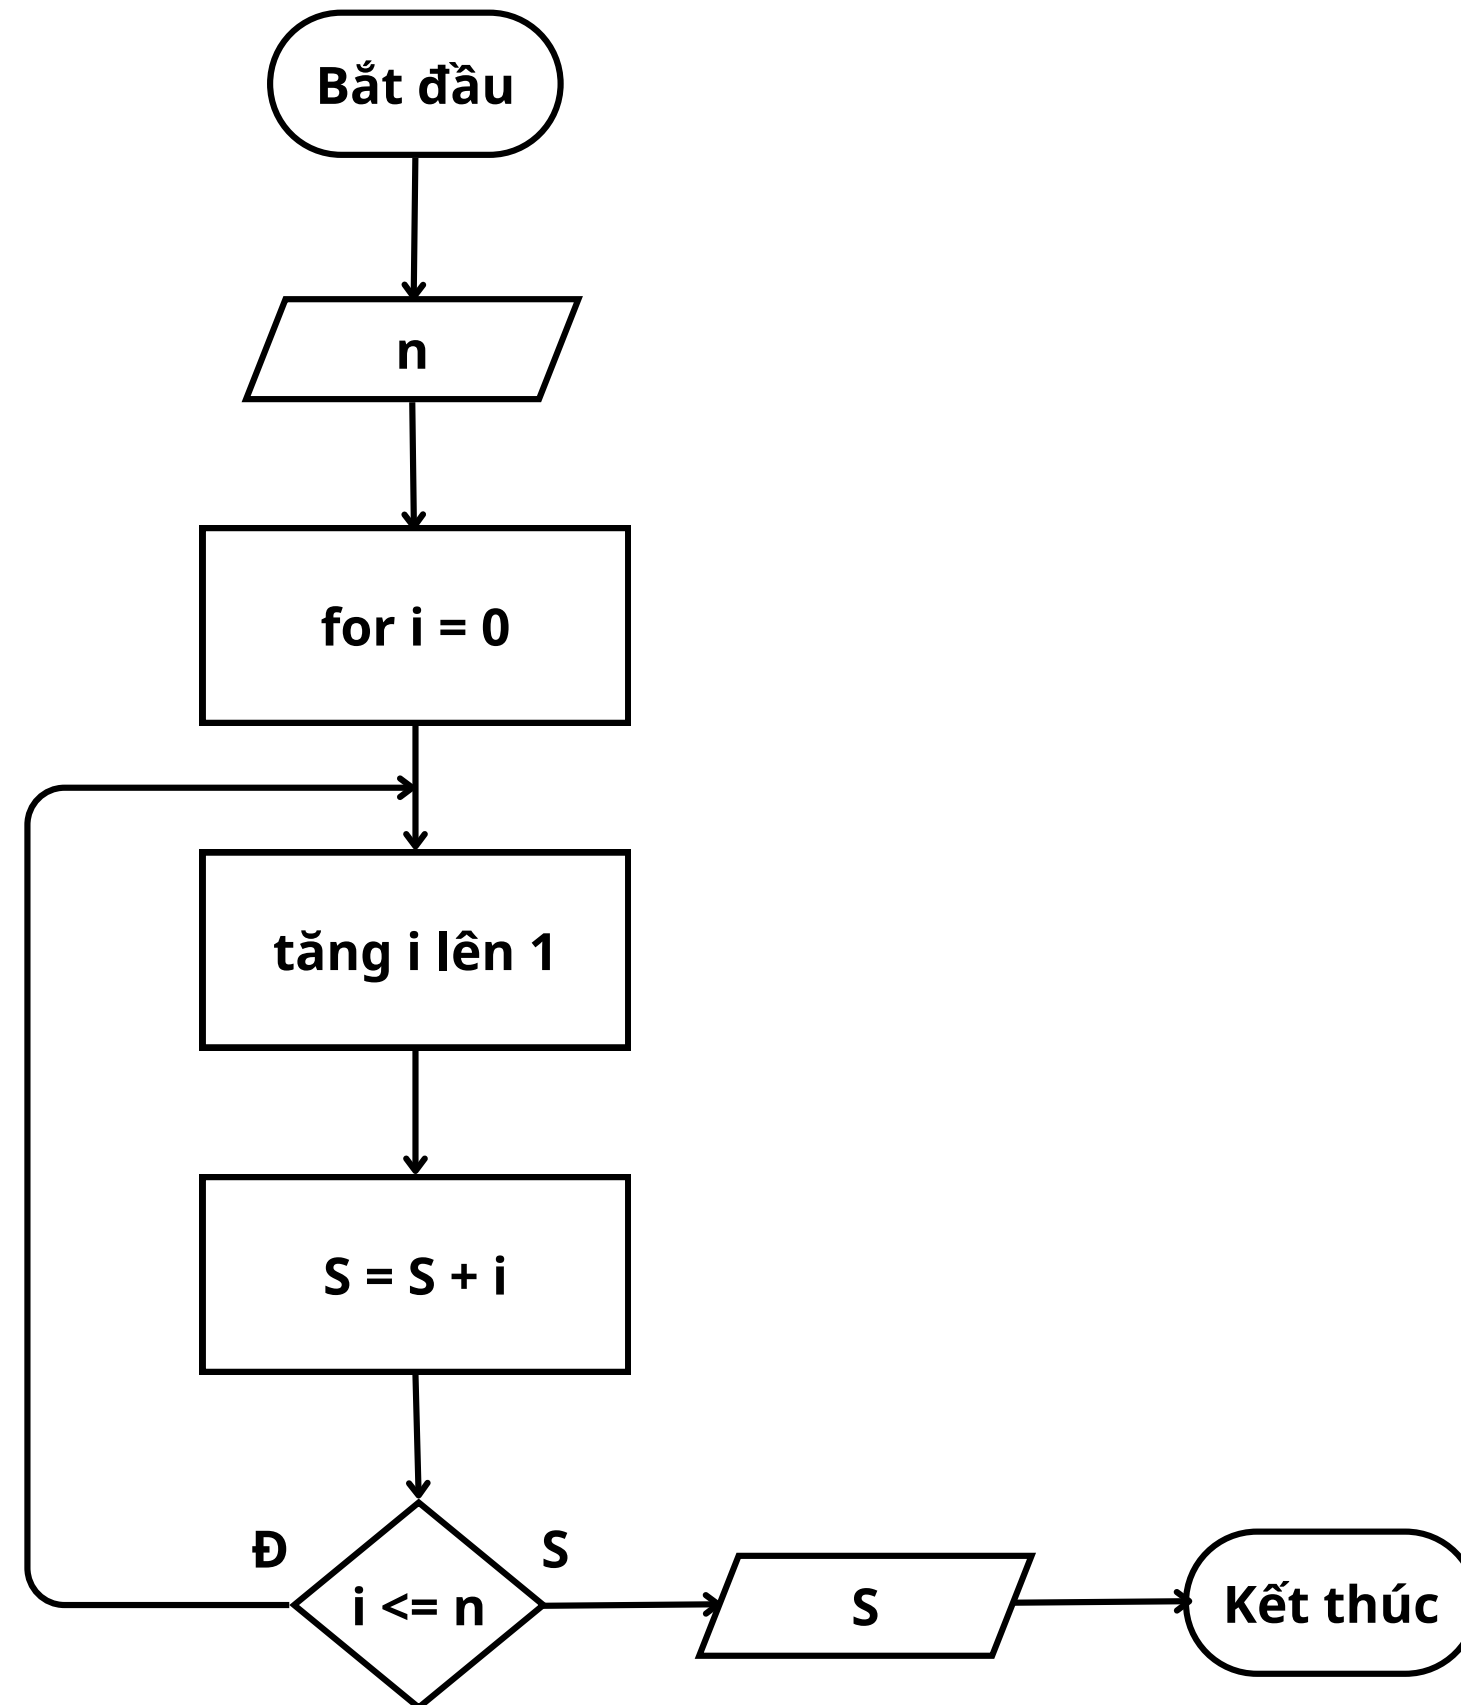 Bắt đầu
n
for i = 0
tăng i lên 1
S = S + i
Đ
S
i <= n
S
Kết thúc